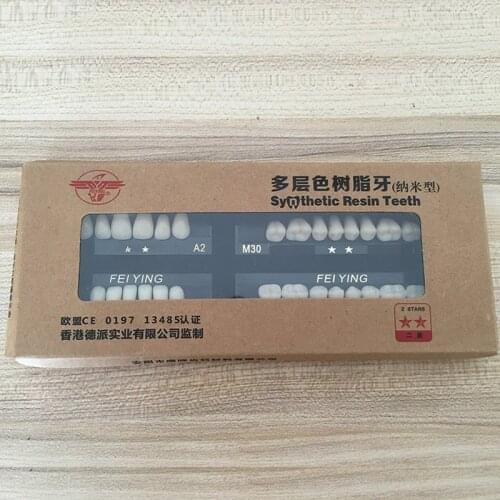 多层色树脂牙(纳米型)
Synthetic Resin Teeth
★ ★ A2
M30 ★ ★
FEI YING
FEI YING
欧盟CE 0197 13485认证
香港德派实业有限公司监制
2 STARS
★★
二星